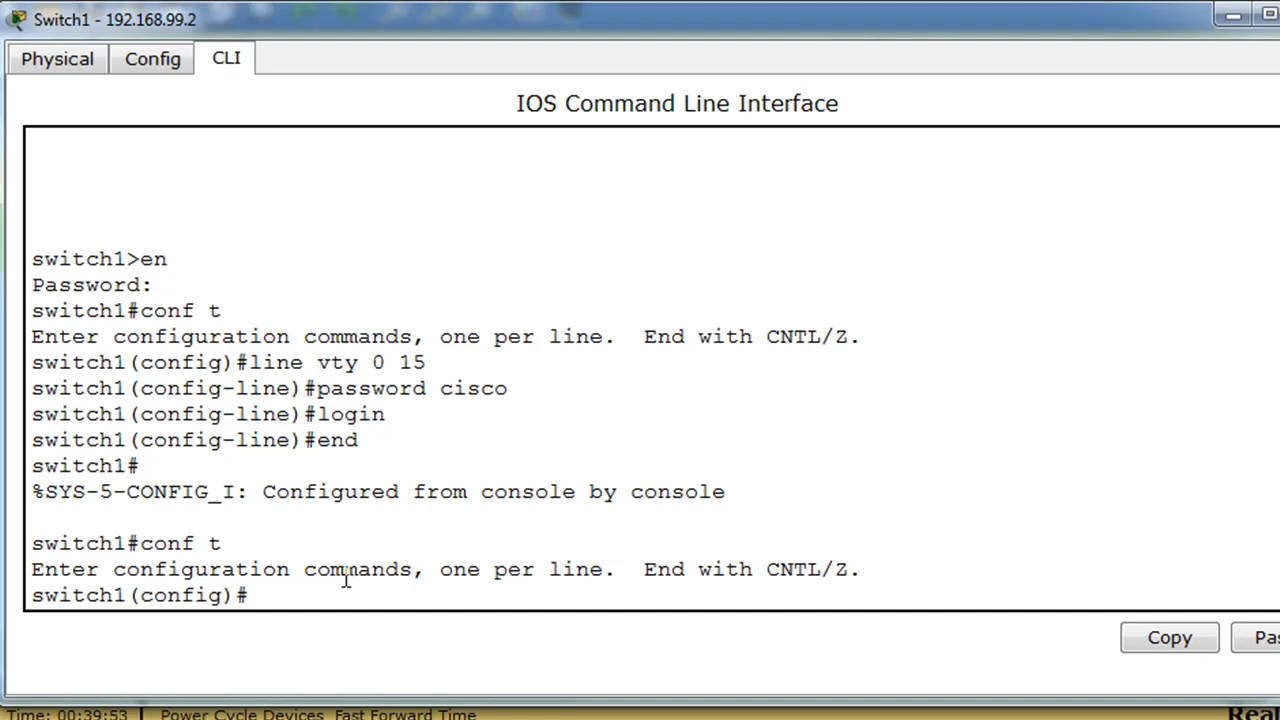 Switch1 - 192.168.99.2
Physical Config CLI
IOS Command Line Interface
switch1>en
Password:
switch1#conf t
Enter configuration commands, one per line.  End with CNTL/Z.
switch1(config)#line vty 0 15
switch1(config-line)#password cisco
switch1(config-line)#login
switch1(config-line)#end
switch1#
%SYS-5-CONFIG_I: Configured from console by console
switch1#conf t
Enter configuration commands, one per line.  End with CNTL/Z.
switch1(config)#
Copy Pas
Time: 00:39:53 Power Cycle Devices Fast Forward Time Real